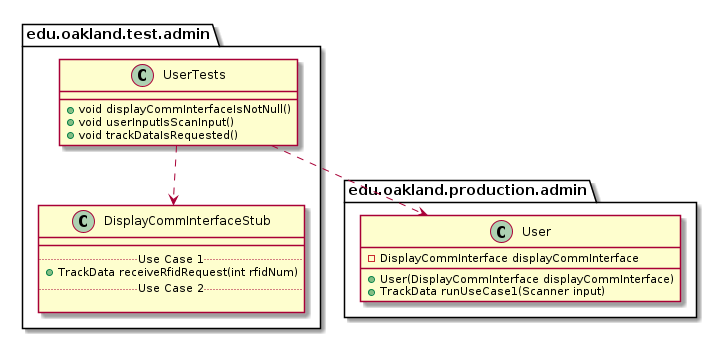 edu.oakland.test.admin
C UserTests
void displayCommInterfaceIsNotNull()
void userInputIsScanInput()
void trackDataIsRequested()
edu.oakland.production.admin
C DisplayCommInterfaceStub
Use Case 1
TrackData receiveRfidRequest(int rfidNum)
Use Case 2
C User
DisplayCommInterface displayCommInterface
User(DisplayCommInterface displayCommInterface)
TrackData runUseCase1(Scanner input)